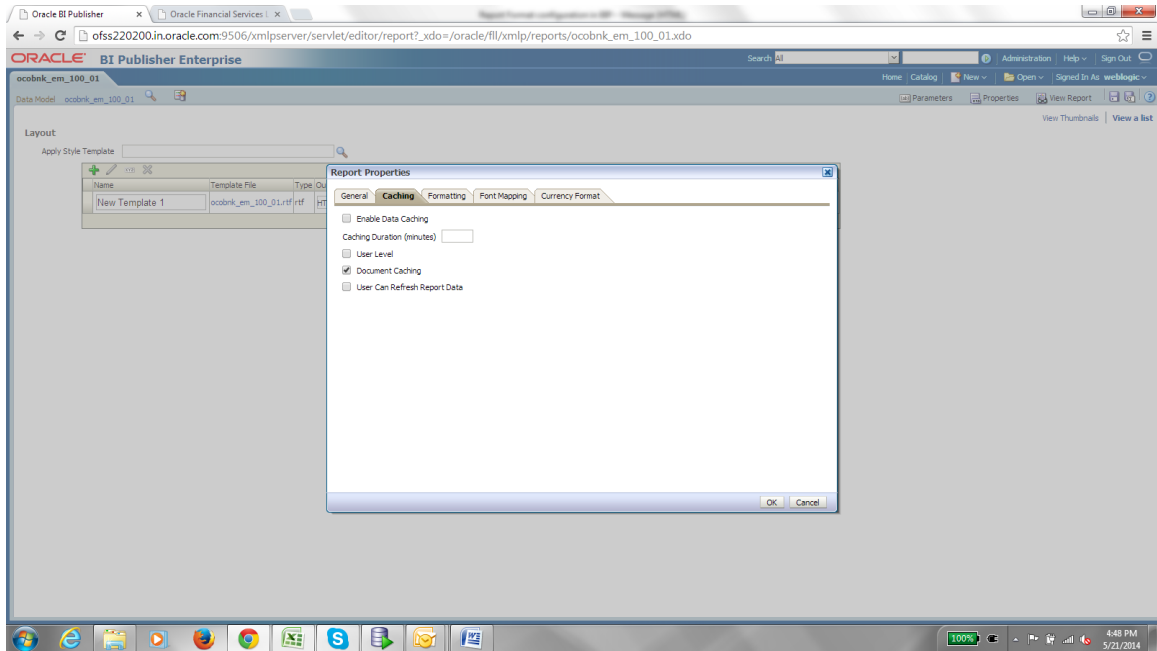 Oracle BI Publisher × Oracle Financial Services L ×
ofss220200.in.oracle.com:9506/xmlpserver/servlet/editor/report?_xdo=/oracle/fll/xmlp/reports/ocobnk_em_100_01.xdo
ORACLE BI Publisher Enterprise Search All Administration Help Sign Out
ocobnk_em_100_01 Home Catalog New Open Signed In As weblogic
Data Model ocobnk_em_100_01 Parameters Properties View Report
View Thumbnails View a list
Layout
Apply Style Template
Name Template File Type Ou
New Template 1 ocobnk_em_100_01.rtf rtf HT
Report Properties
General Caching Formatting Font Mapping Currency Format
Enable Data Caching
Caching Duration (minutes)
User Level
Document Caching
User Can Refresh Report Data
OK Cancel
100% 4:48 PM
5/21/2014